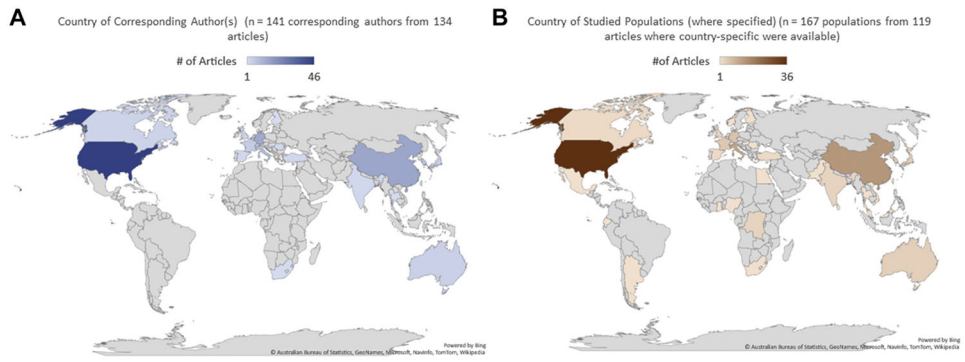 A
Country of Corresponding Author(s) (n = 141 corresponding authors from 134
articles)
# of Articles
1 46
Powered by Bing
© Australian Bureau of Statistics, GeoNames, Microsoft, Navinfo, TomTom, Wikipedia
B
Country of Studied Populations (where specified) (n = 167 populations from 119
articles where country-specific were available)
#of Articles
1 36
Powered by Bing
© Australian Bureau of Statistics, GeoNames, Microsoft, Navinfo, TomTom, Wikipedia